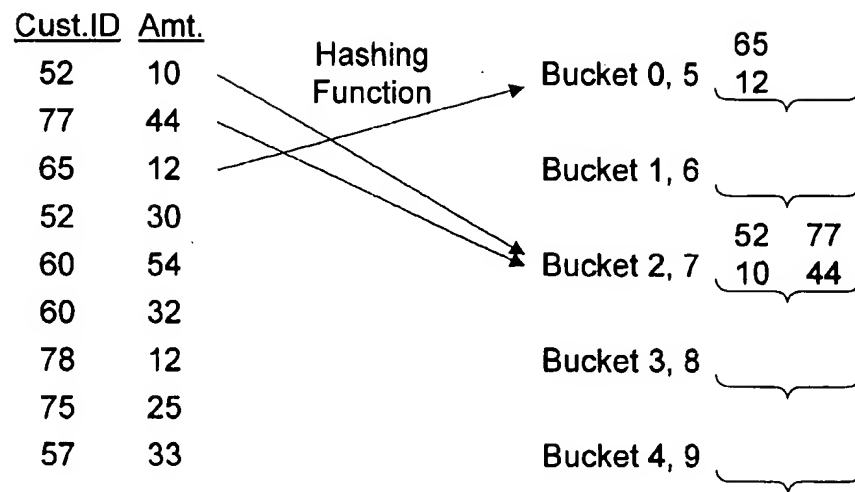 Cust.ID Amt.
52 10
77 44
65 12
52 30
60 54
60 32
78 12
75 25
57 33
Hashing
Function
Bucket 0, 5
65
12
Bucket 1, 6
Bucket 2, 7
52 77
10 44
Bucket 3, 8
Bucket 4, 9